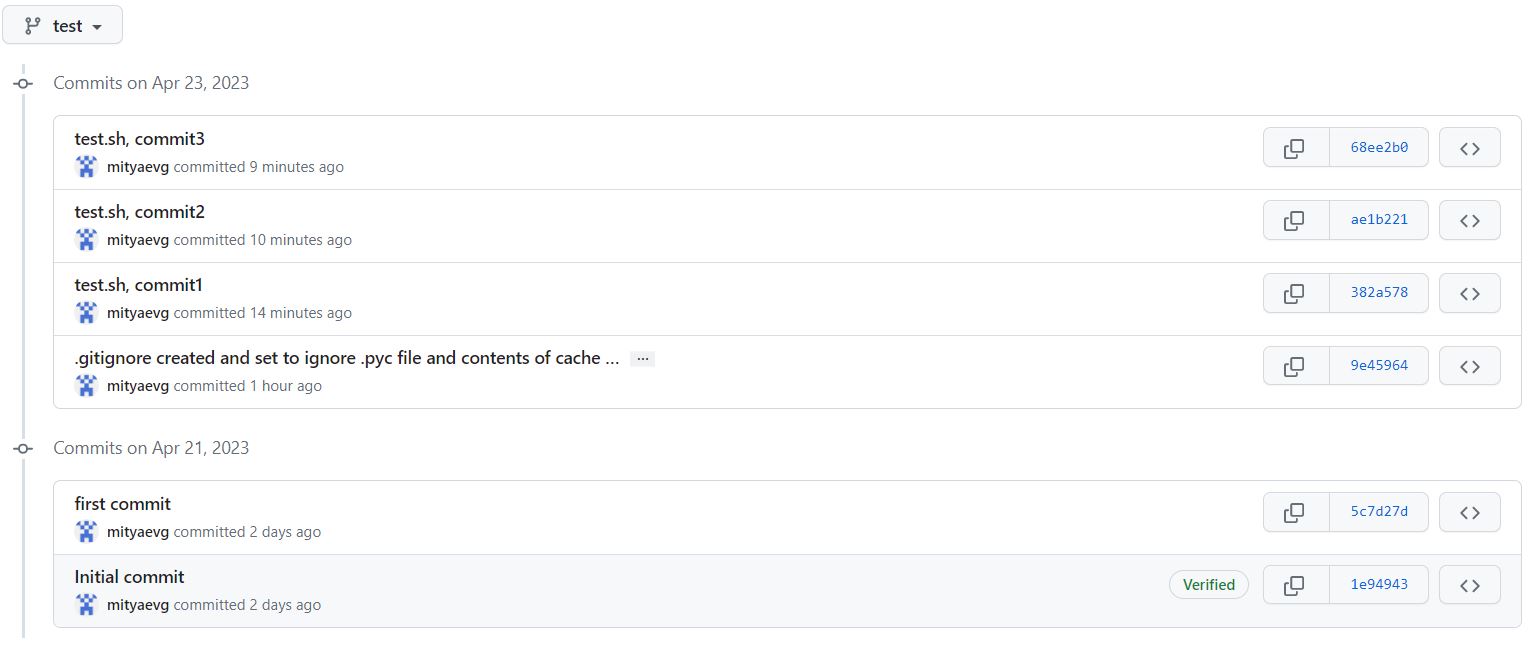 test
Commits on Apr 23, 2023
test.sh, commit3
mityaevg committed 9 minutes ago
68ee2b0
test.sh, commit2
mityaevg committed 10 minutes ago
ae1b221
test.sh, commit1
mityaevg committed 14 minutes ago
382a578
.gitignore created and set to ignore .pyc file and contents of cache ... ...
mityaevg committed 1 hour ago
9e45964
Commits on Apr 21, 2023
first commit
mityaevg committed 2 days ago
5c7d27d
Initial commit
mityaevg committed 2 days ago
Verified
1e94943